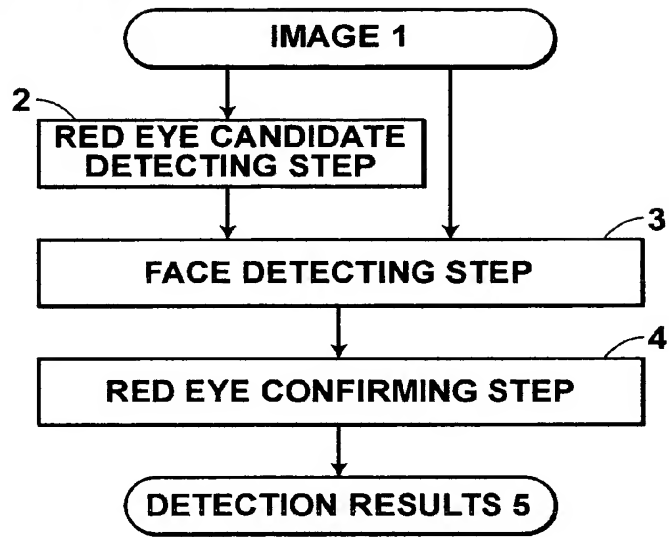 IMAGE 1
2
RED EYE CANDIDATE
DETECTING STEP
3
FACE DETECTING STEP
4
RED EYE CONFIRMING STEP
DETECTION RESULTS 5